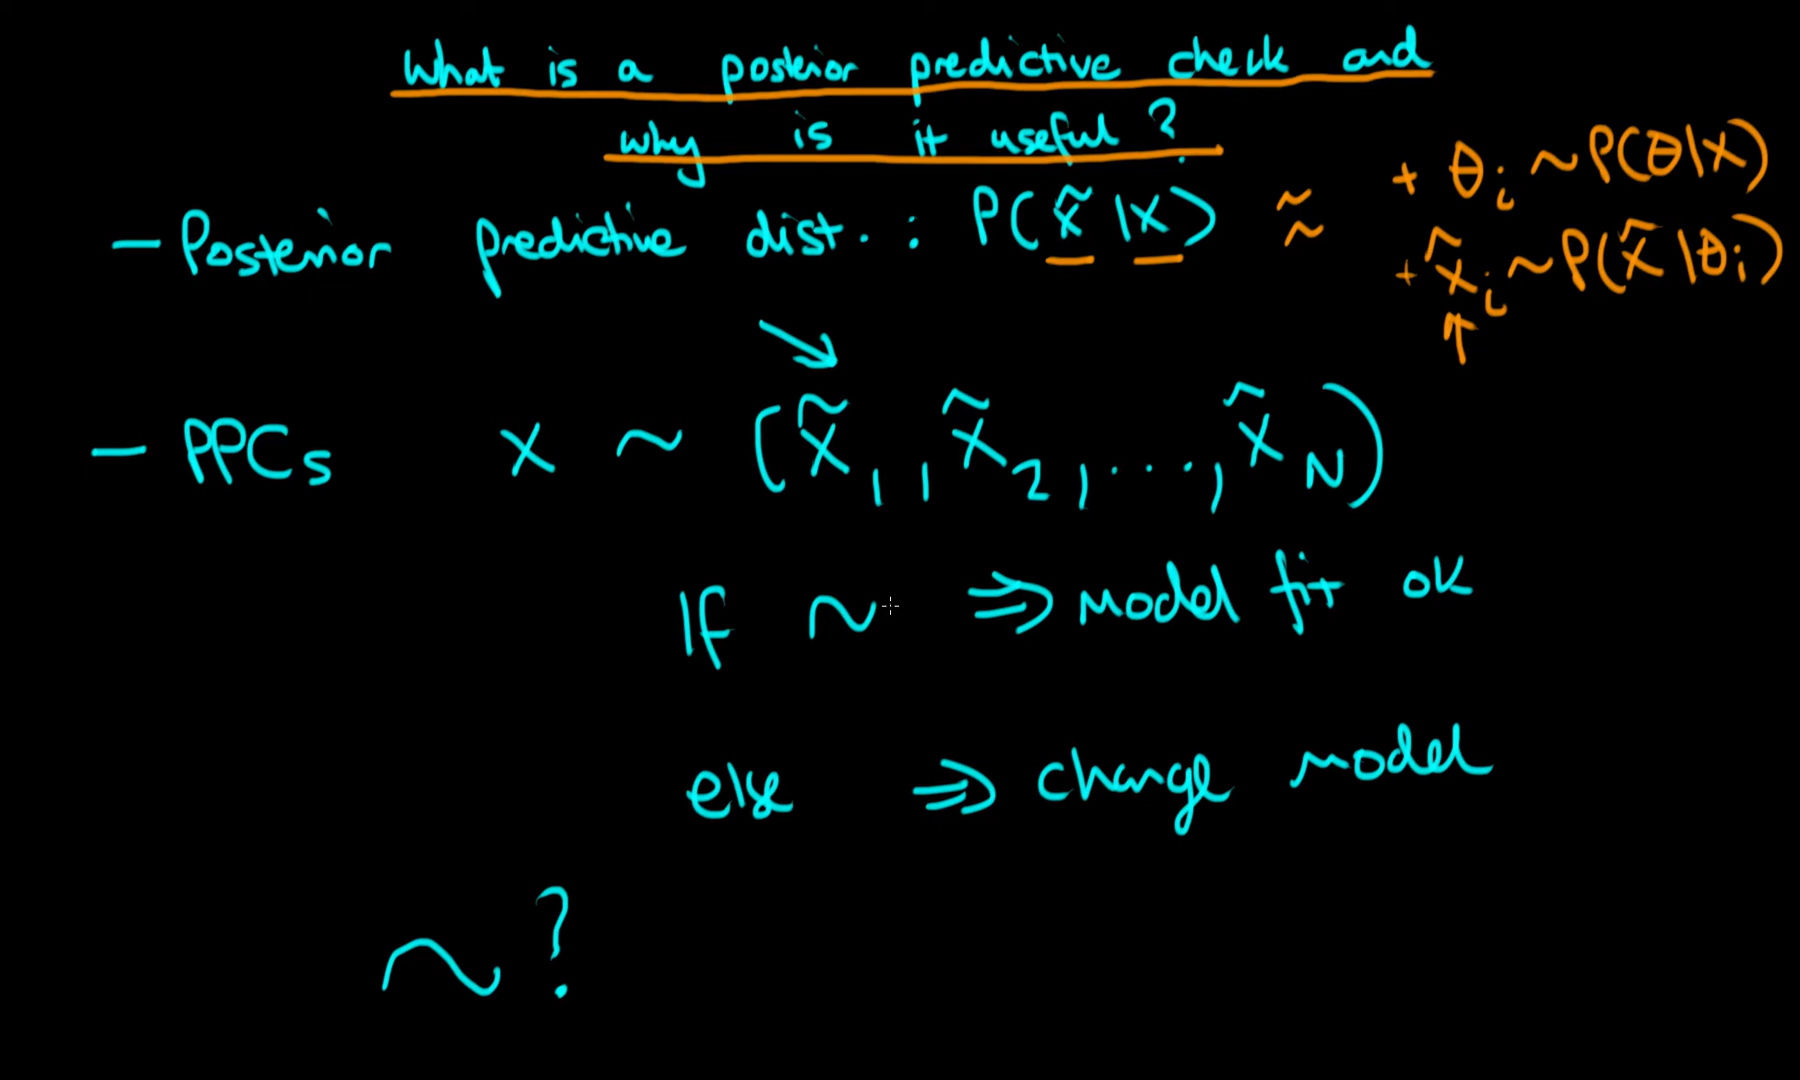 What is a posterior predictive check and
why is it useful?
- Posterior predictive dist. : P(x̃|X) ≈
+ θᵢ ~ P(θ|X)
+ x̃ᵢ ~ P(x̃|θᵢ)
↑
↘
- PPCs x ~ (x̃₁, x̃₂, ..., x̃_N)
If ~ ⇒ model fit ok
else ⇒ change model
~?